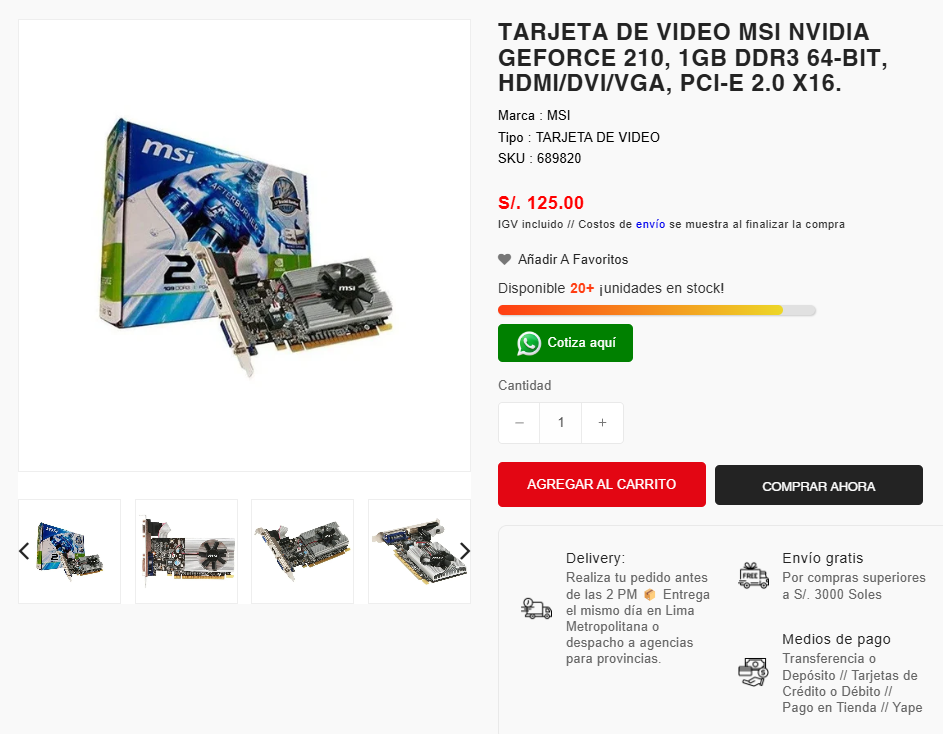 TARJETA DE VIDEO MSI NVIDIA
GEFORCE 210, 1GB DDR3 64-BIT,
HDMI/DVI/VGA, PCI-E 2.0 X16.
Marca : MSI
Tipo : TARJETA DE VIDEO
SKU : 689820
S/. 125.00
IGV incluido // Costos de envío se muestra al finalizar la compra
Añadir A Favoritos
Disponible 20+ ¡unidades en stock!
Cotiza aquí
Cantidad
− 1 +
AGREGAR AL CARRITO
COMPRAR AHORA
Delivery:
Realiza tu pedido antes
de las 2 PM 📦 Entrega
el mismo día en Lima
Metropolitana o
despacho a agencias
para provincias.
FREE
Envío gratis
Por compras superiores
a S/. 3000 Soles
Medios de pago
Transferencia o
Depósito // Tarjetas de
Crédito o Débito //
Pago en Tienda // Yape
msi
AFTERBURNER
2
msi